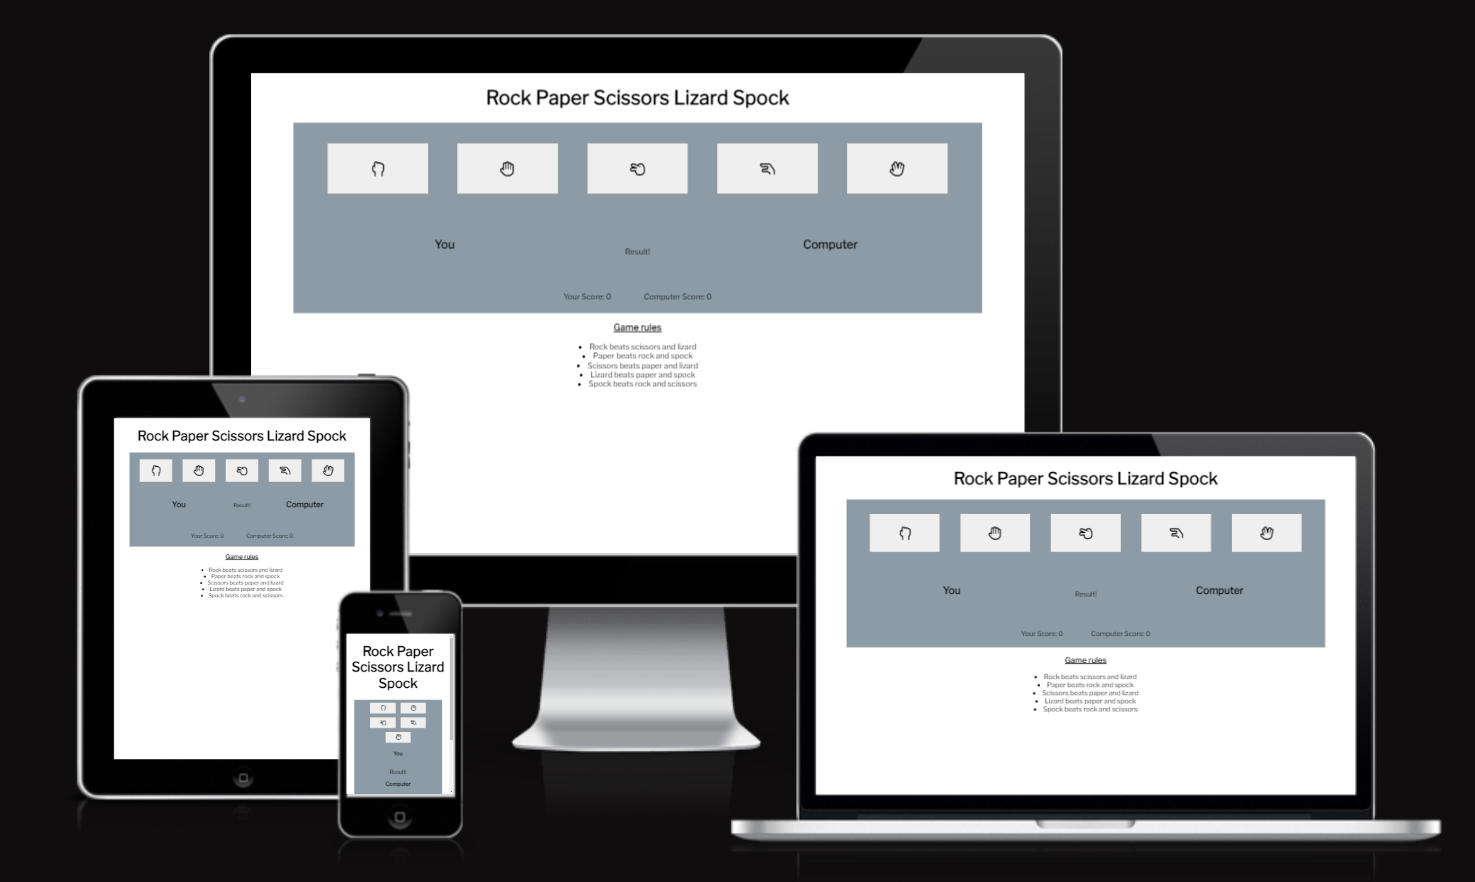 Rock Paper Scissors Lizard Spock
You
Result!
Computer
Your Score: 0
Computer Score: 0
Game rules
Rock beats scissors and lizard
Paper beats rock and spock
Scissors beats paper and lizard
Lizard beats paper and spock
Spock beats rock and scissors
Rock Paper Scissors Lizard Spock
You
Result!
Computer
Your Score: 0
Computer Score: 0
Game rules
Rock beats scissors and lizard
Paper beats rock and spock
Scissors beats paper and lizard
Lizard beats paper and spock
Spock beats rock and scissors
Rock Paper
Scissors Lizard
Spock
You
Result!
Computer
Rock Paper Scissors Lizard Spock
You
Result!
Computer
Your Score: 0
Computer Score: 0
Game rules
Rock beats scissors and lizard
Paper beats rock and spock
Scissors beats paper and lizard
Lizard beats paper and spock
Spock beats rock and scissors